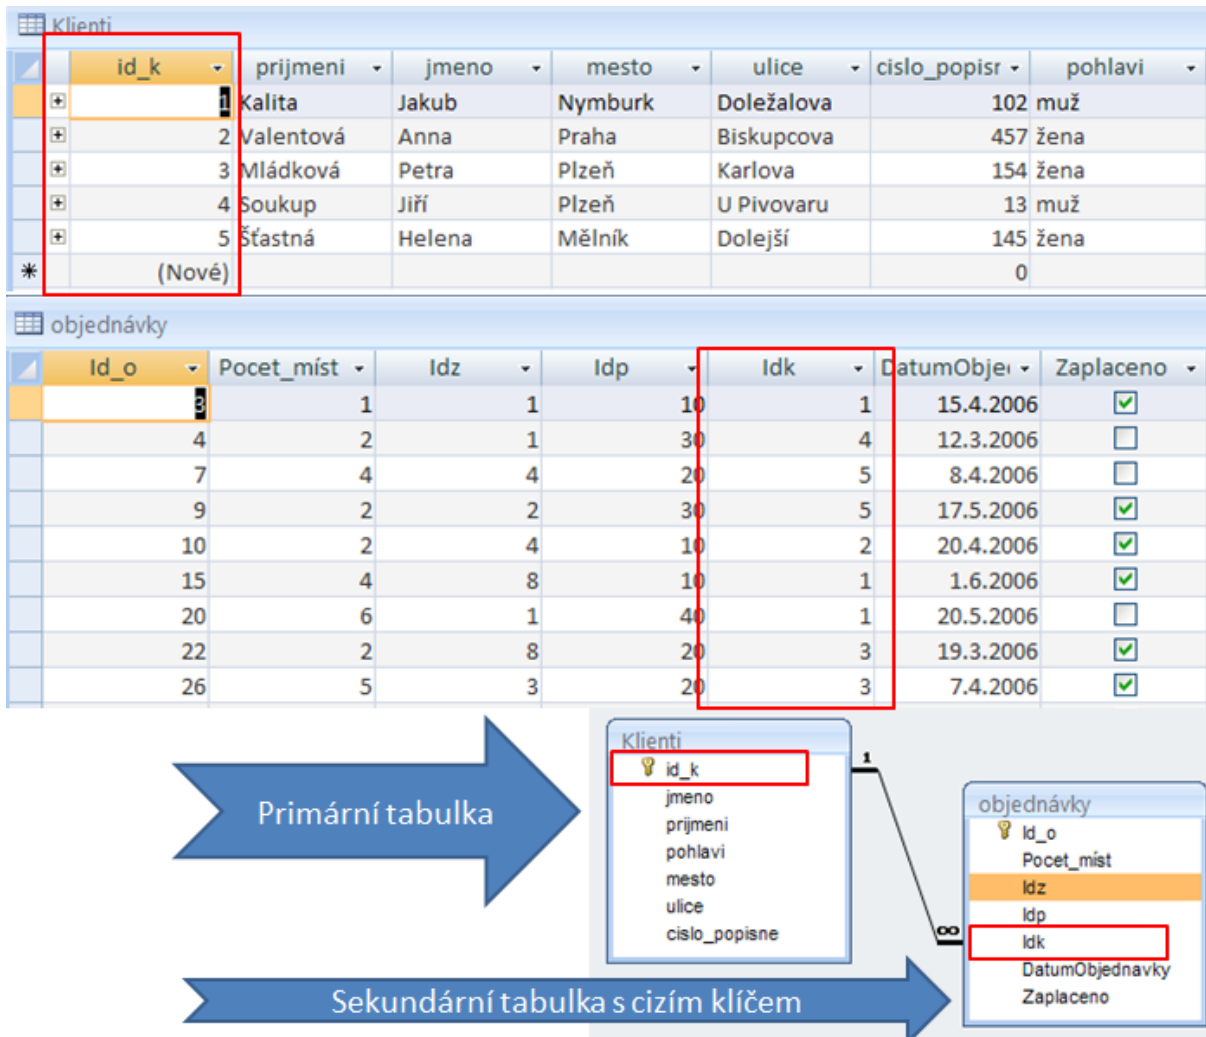 Klienti
id_k prijmeni jmeno mesto ulice cislo_popisr pohlavi
1 Kalita Jakub Nymburk Doležalova 102 muž
2 Valentová Anna Praha Biskupcova 457 žena
3 Mládková Petra Plzeň Karlova 154 žena
4 Soukup Jiří Plzeň U Pivovaru 13 muž
5 Šťastná Helena Mělník Dolejší 145 žena
(Nové) 0
objednávky
Id_o Pocet_míst Idz Idp Idk DatumObje Zaplaceno
3 1 1 10 1 15.4.2006
4 2 1 30 4 12.3.2006
7 4 4 20 5 8.4.2006
9 2 2 30 5 17.5.2006
10 2 4 10 2 20.4.2006
15 4 8 10 1 1.6.2006
20 6 1 40 1 20.5.2006
22 2 8 20 3 19.3.2006
26 5 3 20 3 7.4.2006
Primární tabulka
Klienti
id_k
jmeno
prijmeni
pohlavi
mesto
ulice
cislo_popisne
1
∞
objednávky
Id_o
Pocet_míst
Idz
Idp
Idk
DatumObjednavky
Zaplaceno
Sekundární tabulka s cizím klíčem